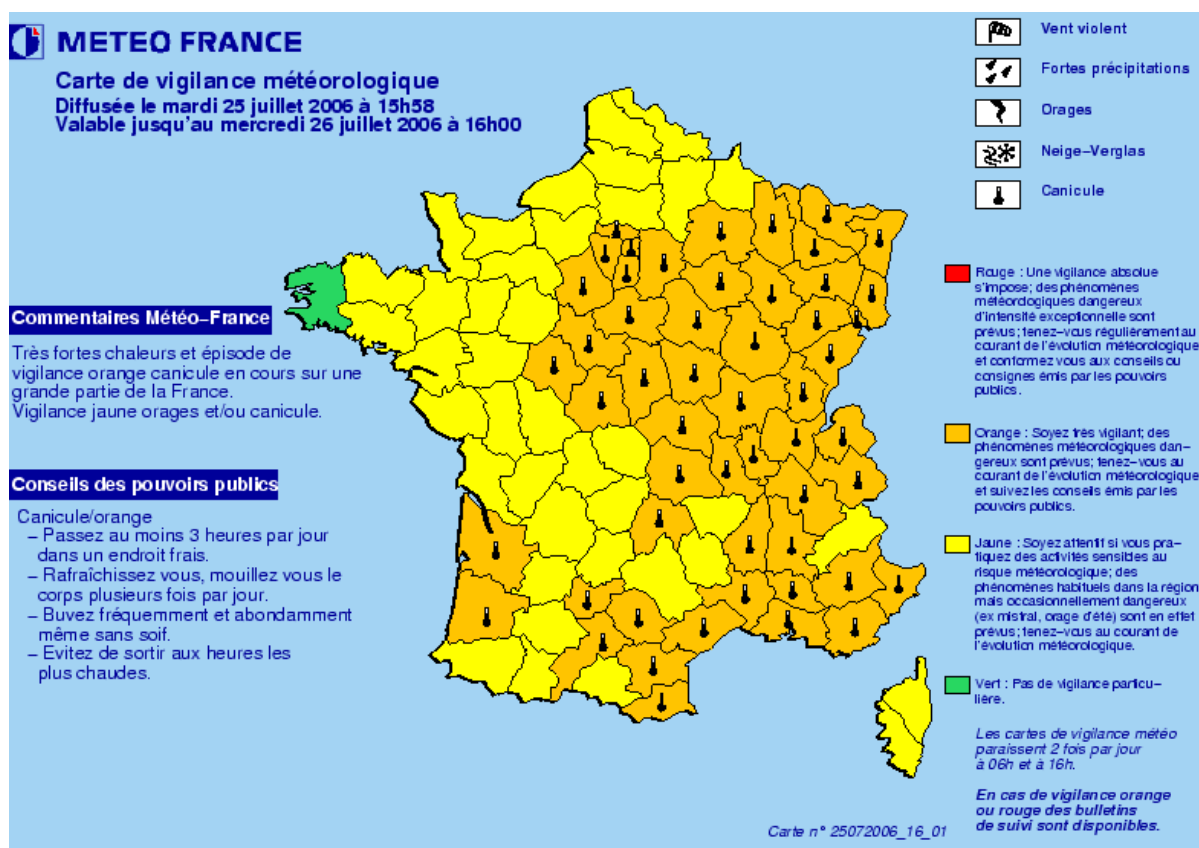 METEO FRANCE
Carte de vigilance météorologique
Diffusée le mardi 25 juillet 2006 à 15h58
Valable jusqu'au mercredi 26 juillet 2006 à 16h00
Commentaires Météo–France
Très fortes chaleurs et épisode de
vigilance orange canicule en cours sur une
grande partie de la France.
Vigilance jaune orages et/ou canicule.
Conseils des pouvoirs publics
Canicule/orange
– Passez au moins 3 heures par jour
dans un endroit frais.
– Rafraîchissez vous, mouillez vous le
corps plusieurs fois par jour.
– Buvez fréquemment et abondamment
même sans soif.
– Evitez de sortir aux heures les
plus chaudes.
Vent violent
Fortes précipitations
Orages
Neige–Verglas
Canicule
Rouge : Une vigilance absolue
s'impose; des phénomènes
météorologiques dangereux
d'intensité exceptionnelle sont
prévus; tenez–vous régulièrement au
courant de l'évolution météorologique
et conformez vous aux conseils ou
consignes émis par les pouvoirs
publics.
Orange : Soyez très vigilant; des
phénomènes météorologiques dan–
gereux sont prévus; tenez–vous au
courant de l'évolution météorologique
et suivez les conseils émis par les
pouvoirs publics.
Jaune : Soyez attentif si vous pra–
tiquez des activités sensibles au
risque météorologique; des
phénomènes habituels dans la région
mais occasionnellement dangereux
(ex mistral, orage d'été) sont en effet
prévus; tenez–vous au courant de
l'évolution météorologique.
Vert : Pas de vigilance particu–
lière.
Les cartes de vigilance météo
paraissent 2 fois par jour
à 06h et à 16h.
En cas de vigilance orange
ou rouge des bulletins
de suivi sont disponibles.
Carte n° 25072006_16_01